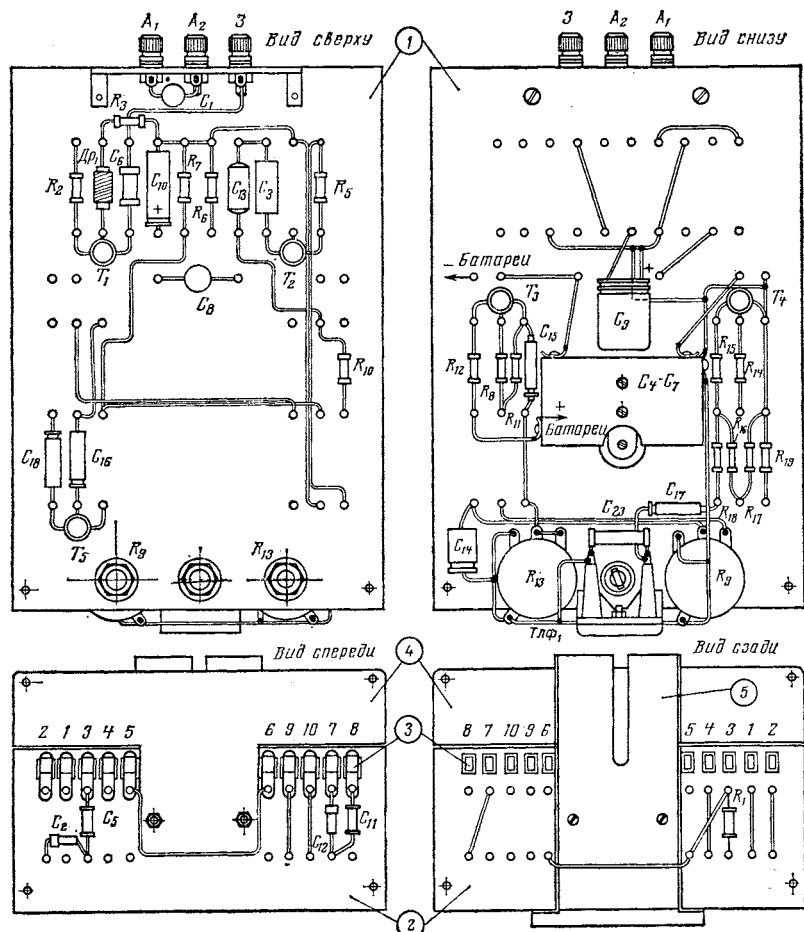 А₁ А₂ З
Вид сверху
1
З А₂ А₁
Вид снизу
R₃
C₁
Др₁
C₆
R₂
C₁₀
+
R₇
R₆
C₁₃
C₃
R₅
T₁
T₂
C₈
R₁₀
C₁₈
C₁₆
T₅
R₉
R₁₃
− Батареи
+
T₃
C₉
T₄
R₁₂
R₈
R₁₁
C₁₅
C₄-C₇
+
Батареи
R₁₅
R₁₄
R₁₆
R₁₉
C₁₇
R₁₈
R₁₇
C₂₃
C₁₄
R₁₃
R₉
Тлф₁
Вид спереди
4
Вид сзади
5
2 1 3 4 5
6 9 10 7 8
3
8 7 10 9 6
5 4 3 1 2
C₂
C₅
C₁₂
C₁₁
R₁
2